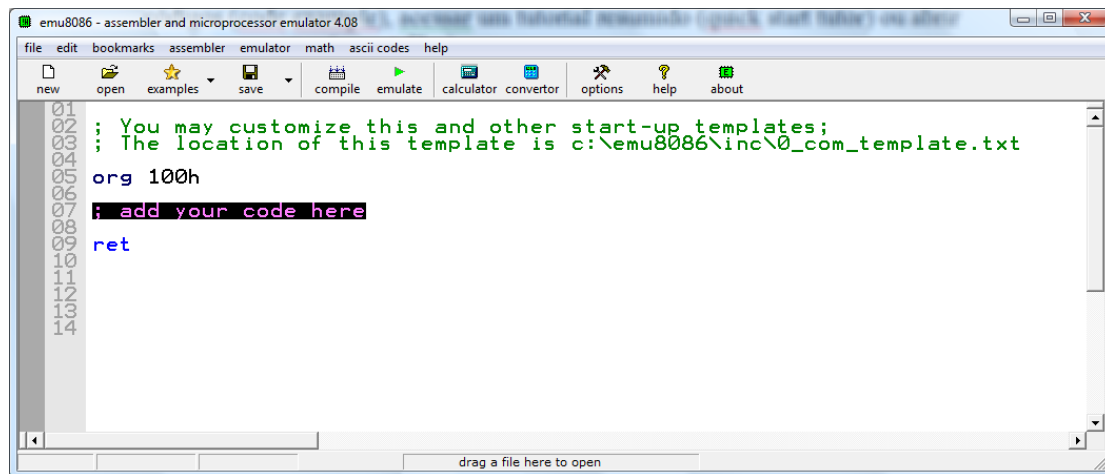 emu8086 - assembler and microprocessor emulator 4.08
file edit bookmarks assembler emulator math ascii codes help
new open examples save compile emulate calculator convertor options help about
01
02 ; You may customize this and other start-up templates;
03 ; The location of this template is c:\emu8086\inc\0_com_template.txt
04
05 org 100h
06
07 ; add your code here
08
09 ret
10
11
12
13
14
drag a file here to open